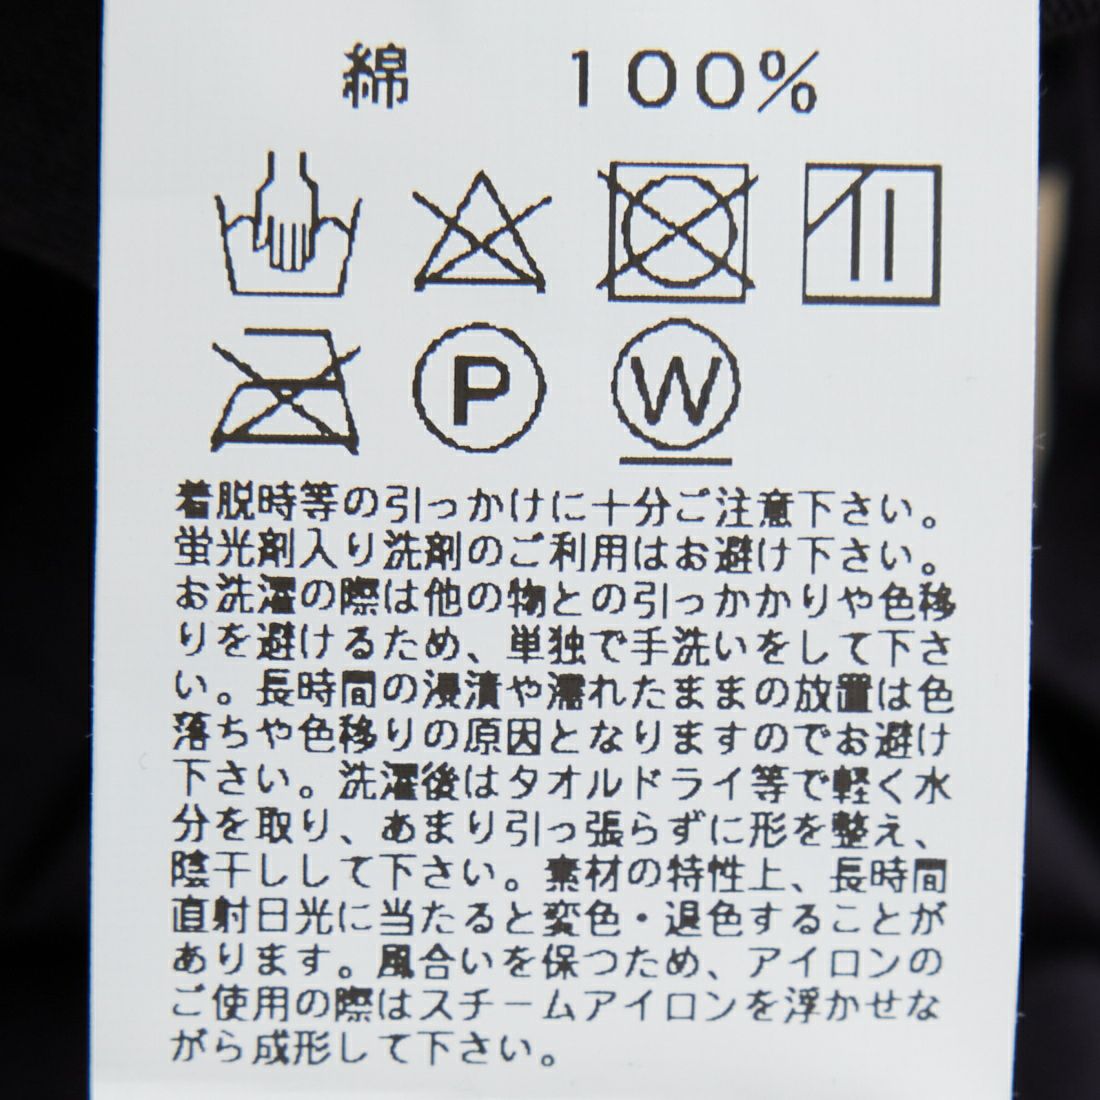 綿 100%
P W
着脱時等の引っかけに十分ご注意下さい。
蛍光剤入り洗剤のご利用はお避け下さい。
お洗濯の際は他の物との引っかかりや色移
りを避けるため、単独で手洗いをして下さ
い。長時間の浸漬や濡れたままの放置は色
落ちや色移りの原因となりますのでお避け
下さい。洗濯後はタオルドライ等で軽く水
分を取り、あまり引っ張らずに形を整え、
陰干しして下さい。素材の特性上、長時間
直射日光に当たると変色・退色することが
あります。風合いを保つため、アイロンの
ご使用の際はスチームアイロンを浮かせな
がら成形して下さい。